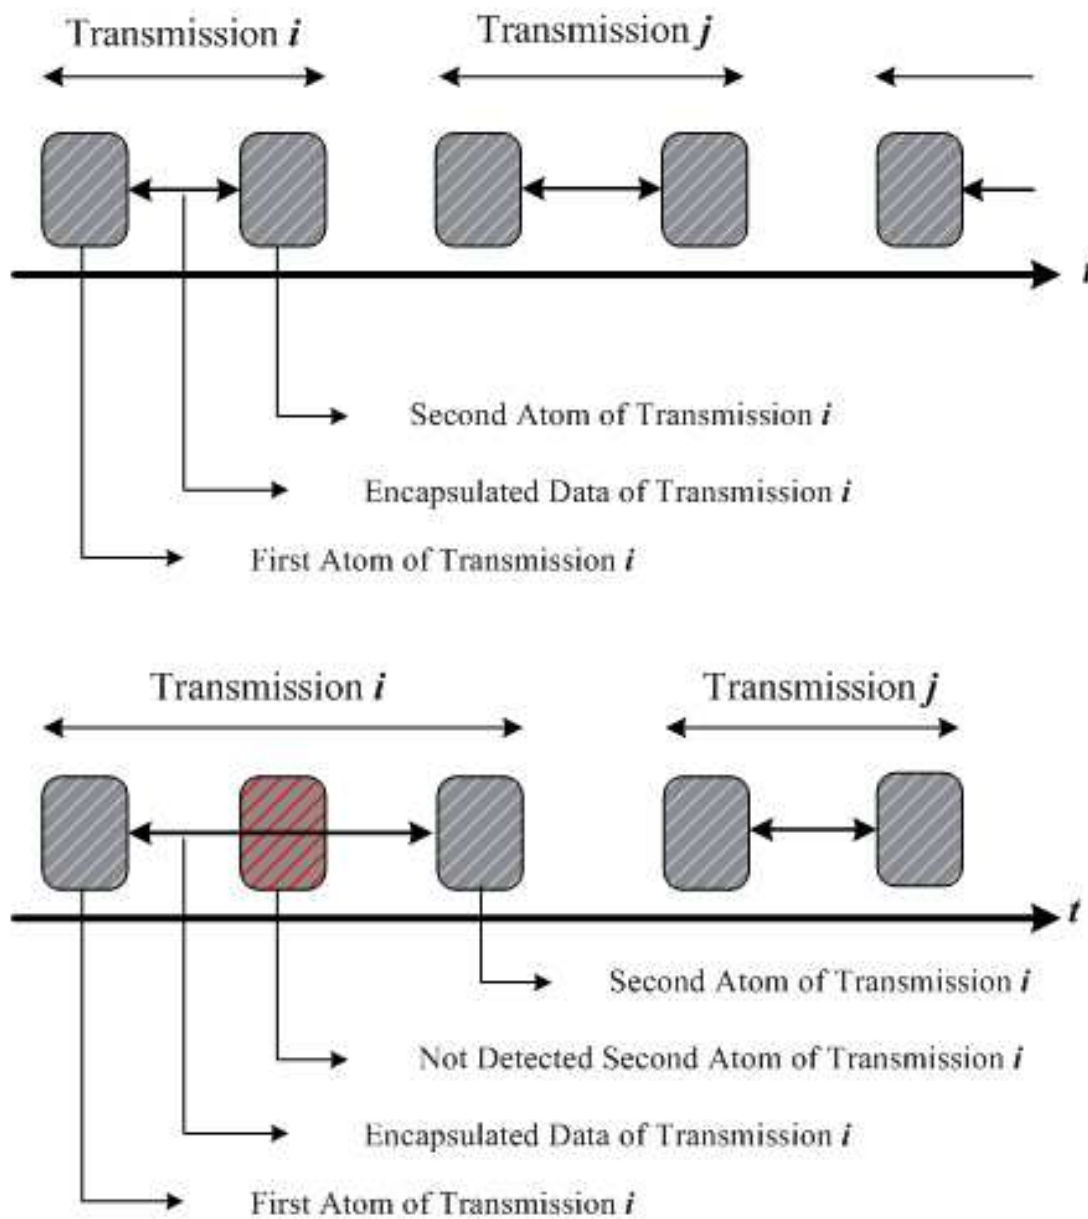 Transmission i
Transmission j
t
Second Atom of Transmission i
Encapsulated Data of Transmission i
First Atom of Transmission i
Transmission i
Transmission j
t
Second Atom of Transmission i
Not Detected Second Atom of Transmission i
Encapsulated Data of Transmission i
First Atom of Transmission i